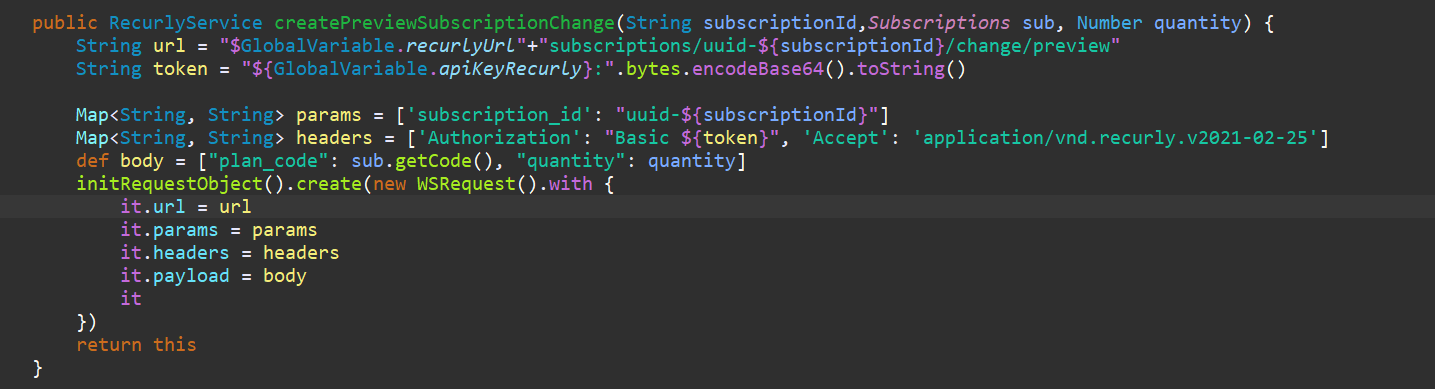 public RecurlyService createPreviewSubscriptionChange(String subscriptionId,Subscriptions sub, Number quantity) {
    String url = "$GlobalVariable.recurlyUrl"+"subscriptions/uuid-${subscriptionId}/change/preview"
    String token = "${GlobalVariable.apiKeyRecurly}:".bytes.encodeBase64().toString()

    Map<String, String> params = ['subscription_id': "uuid-${subscriptionId}"]
    Map<String, String> headers = ['Authorization': "Basic ${token}", 'Accept': 'application/vnd.recurly.v2021-02-25']
    def body = ["plan_code": sub.getCode(), "quantity": quantity]
    initRequestObject().create(new WSRequest().with {
        it.url = url
        it.params = params
        it.headers = headers
        it.payload = body
        it
    })
    return this
}